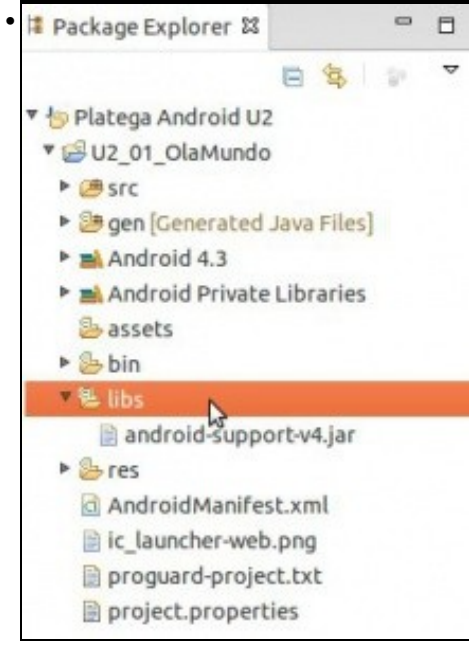 Package Explorer
Platega Android U2
U2_01_OlaMundo
src
gen [Generated Java Files]
Android 4.3
Android Private Libraries
assets
bin
libs
android-support-v4.jar
res
AndroidManifest.xml
ic_launcher-web.png
proguard-project.txt
project.properties